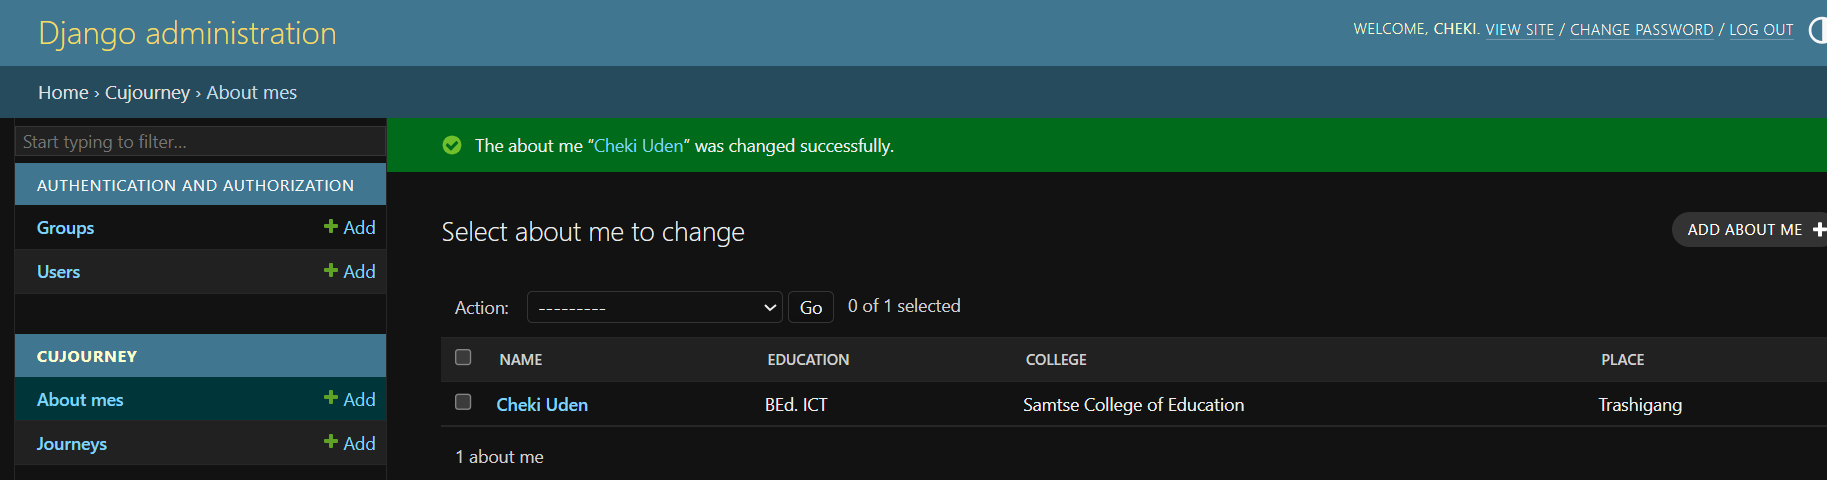 Django administration
WELCOME, CHEKI. VIEW SITE / CHANGE PASSWORD / LOG OUT
Home › Cujourney › About mes
Start typing to filter...
AUTHENTICATION AND AUTHORIZATION
Groups + Add
Users + Add
CUJOURNEY
About mes + Add
Journeys + Add
The about me “Cheki Uden” was changed successfully.
Select about me to change
ADD ABOUT ME +
Action: --------- Go 0 of 1 selected
NAME EDUCATION COLLEGE PLACE
Cheki Uden BEd. ICT Samtse College of Education Trashigang
1 about me